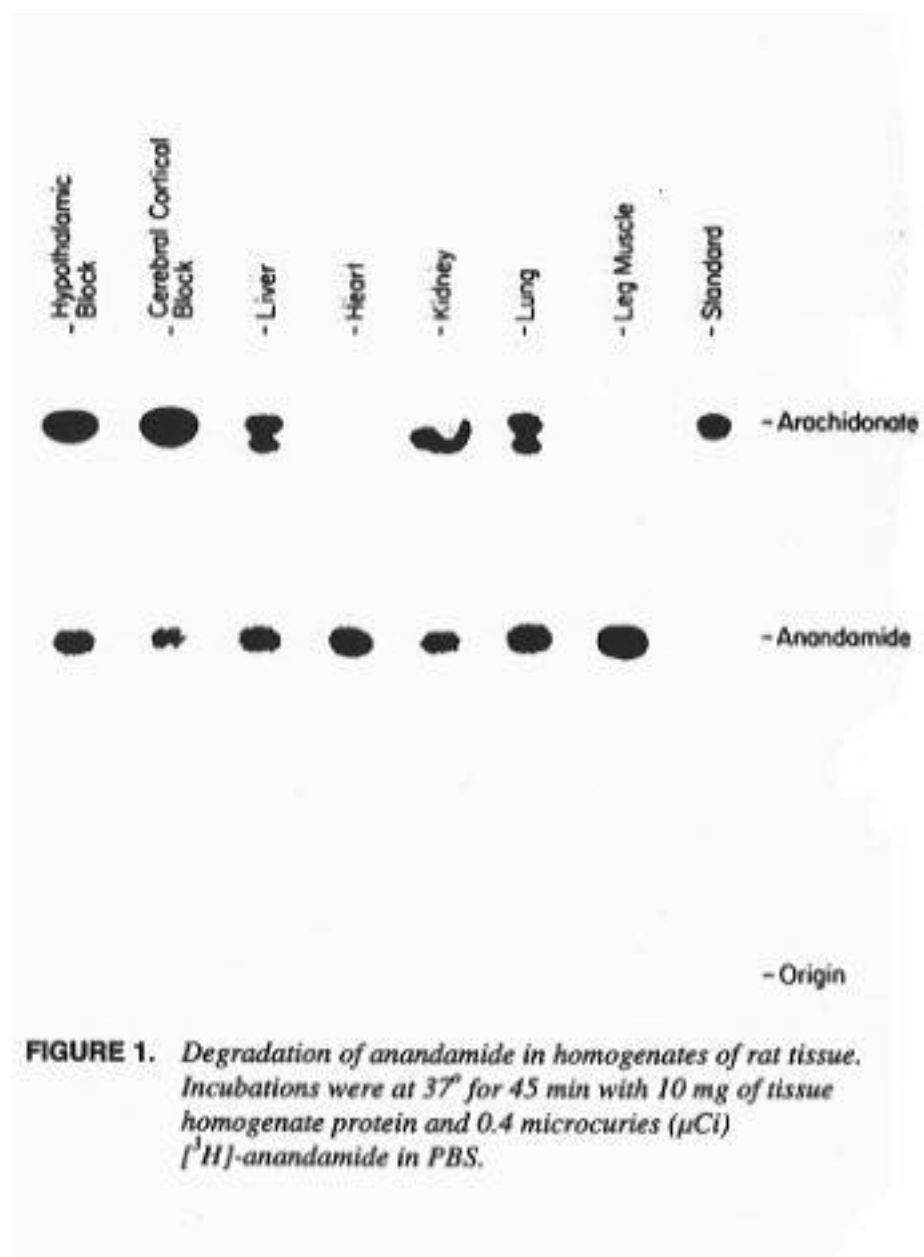 - Hypothalamic
Block
- Cerebral Cortical
Block
- Liver
- Heart
- Kidney
- Lung
- Leg Muscle
- Standard
- Arachidonate
- Anandamide
- Origin
FIGURE 1. Degradation of anandamide in homogenates of rat tissue.
Incubations were at 37° for 45 min with 10 mg of tissue
homogenate protein and 0.4 microcuries (µCi)
[³H]-anandamide in PBS.